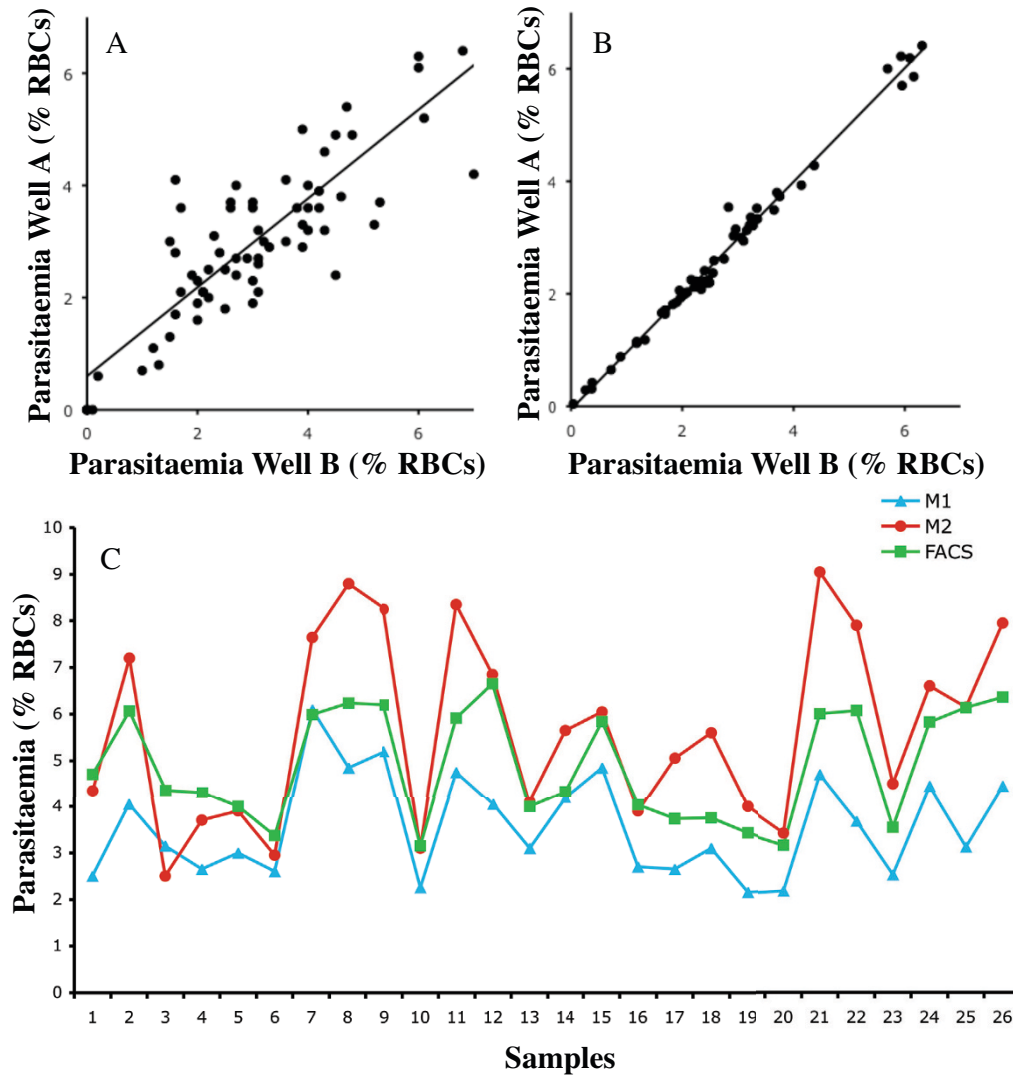 A
Parasitaemia Well A (% RBCs)
6
4
2
0
0 2 4 6
Parasitaemia Well B (% RBCs)
B
Parasitaemia Well A (% RBCs)
6
4
2
0
0 2 4 6
Parasitaemia Well B (% RBCs)
C
M1
M2
FACS
Parasitaemia (% RBCs)
10
9
8
7
6
5
4
3
2
1
0
1 2 3 4 5 6 7 8 9 10 11 12 13 14 15 16 17 18 19 20 21 22 23 24 25 26
Samples